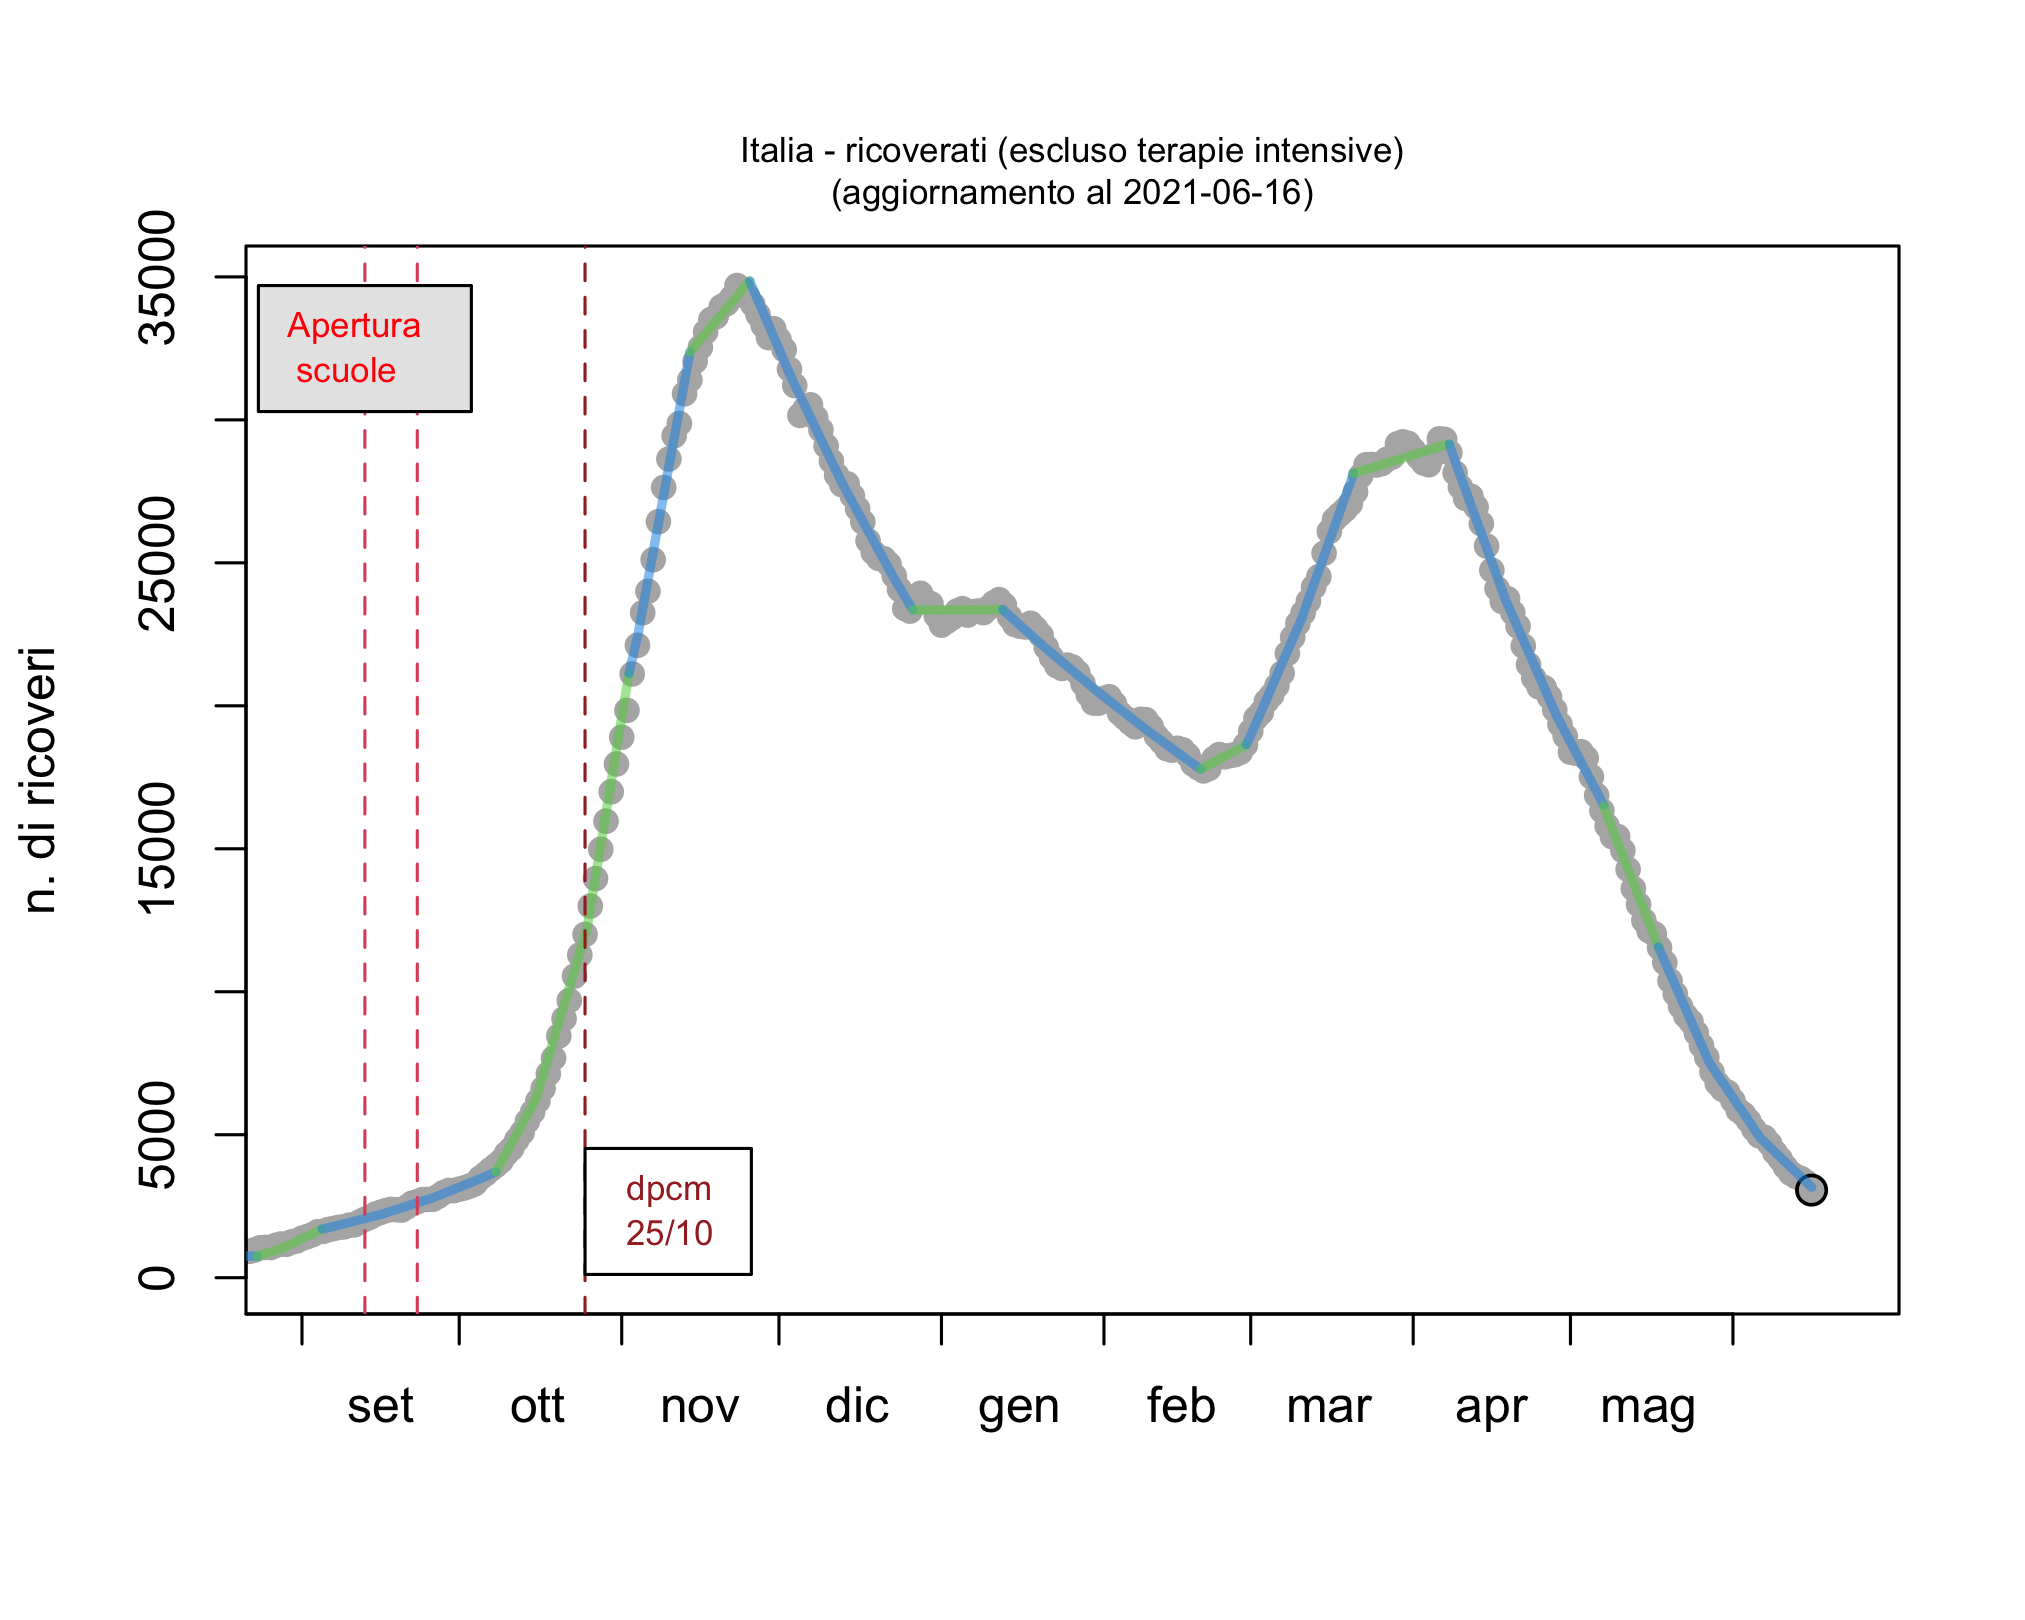 Italia - ricoverati (escluso terapie intensive)
(aggiornamento al 2021-06-16)
n. di ricoveri
35000
25000
15000
5000
0
Apertura
scuole
dpcm
25/10
set ott nov dic gen feb mar apr mag